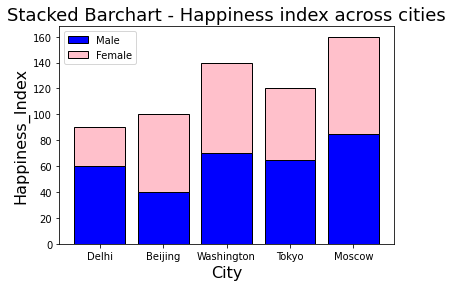 Stacked Barchart - Happiness index across cities
Male
Female
Happiness_Index
160
140
120
100
80
60
40
20
0
Delhi Beijing Washington Tokyo Moscow
City